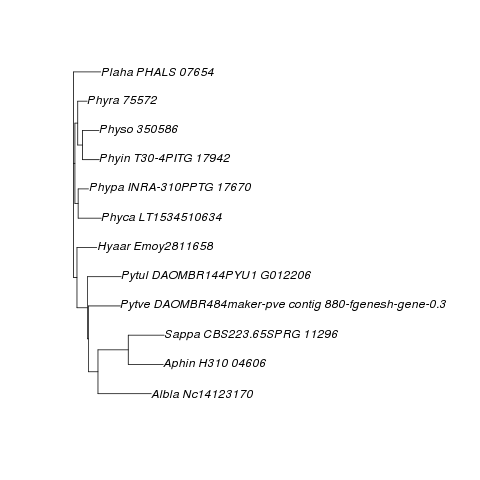 Plaha PHALS 07654
Phyra 75572
Physo 350586
Phyin T30-4PITG 17942
Phypa INRA-310PPTG 17670
Phyca LT1534510634
Hyaar Emoy2811658
Pytul DAOMBR144PYU1 G012206
Pytve DAOMBR484maker-pve contig 880-fgenesh-gene-0.3
Sappa CBS223.65SPRG 11296
Aphin H310 04606
Albla Nc14123170